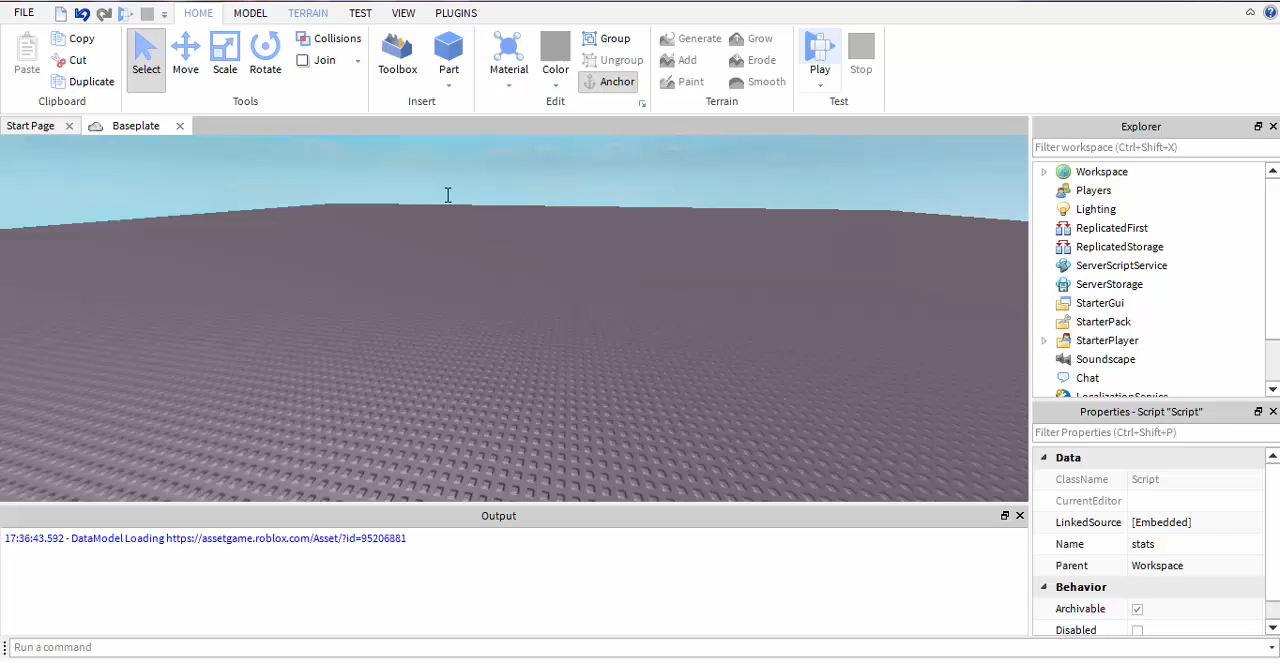 FILE HOME MODEL TERRAIN TEST VIEW PLUGINS
Paste Copy Cut Duplicate
Clipboard
Select Move Scale Rotate Collisions Join
Tools
Toolbox Part
Insert
Material Color Group Ungroup Anchor
Edit
Generate Grow
Add Erode
Paint Smooth
Terrain
Play Stop
Test
Start Page Baseplate
Explorer
Filter workspace (Ctrl+Shift+X)
Workspace
Players
Lighting
ReplicatedFirst
ReplicatedStorage
ServerScriptService
ServerStorage
StarterGui
StarterPack
StarterPlayer
Soundscape
Chat
LocalizationService
Properties - Script "Script"
Filter Properties (Ctrl+Shift+P)
Data
ClassName Script
CurrentEditor
LinkedSource [Embedded]
Name stats
Parent Workspace
Behavior
Archivable
Disabled
Output
17:36:43.592 - DataModel Loading https://assetgame.roblox.com/Asset/?id=95206881
Run a command